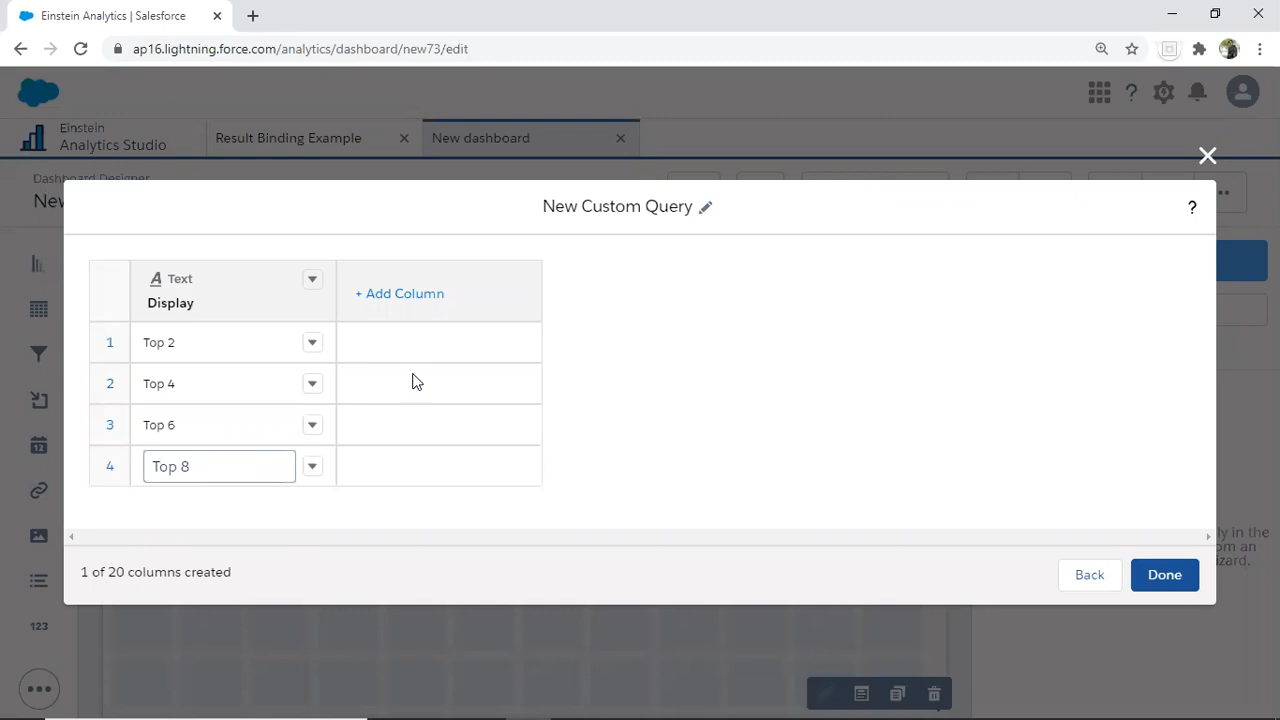 Einstein Analytics | Salesforce
ap16.lightning.force.com/analytics/dashboard/new73/edit
Einstein
Analytics Studio
Result Binding Example
New dashboard
Dashboard Designer
New Custom Query
?
A Text
Display
+ Add Column
1 Top 2
2 Top 4
3 Top 6
4 Top 8
1 of 20 columns created
Back
Done
123